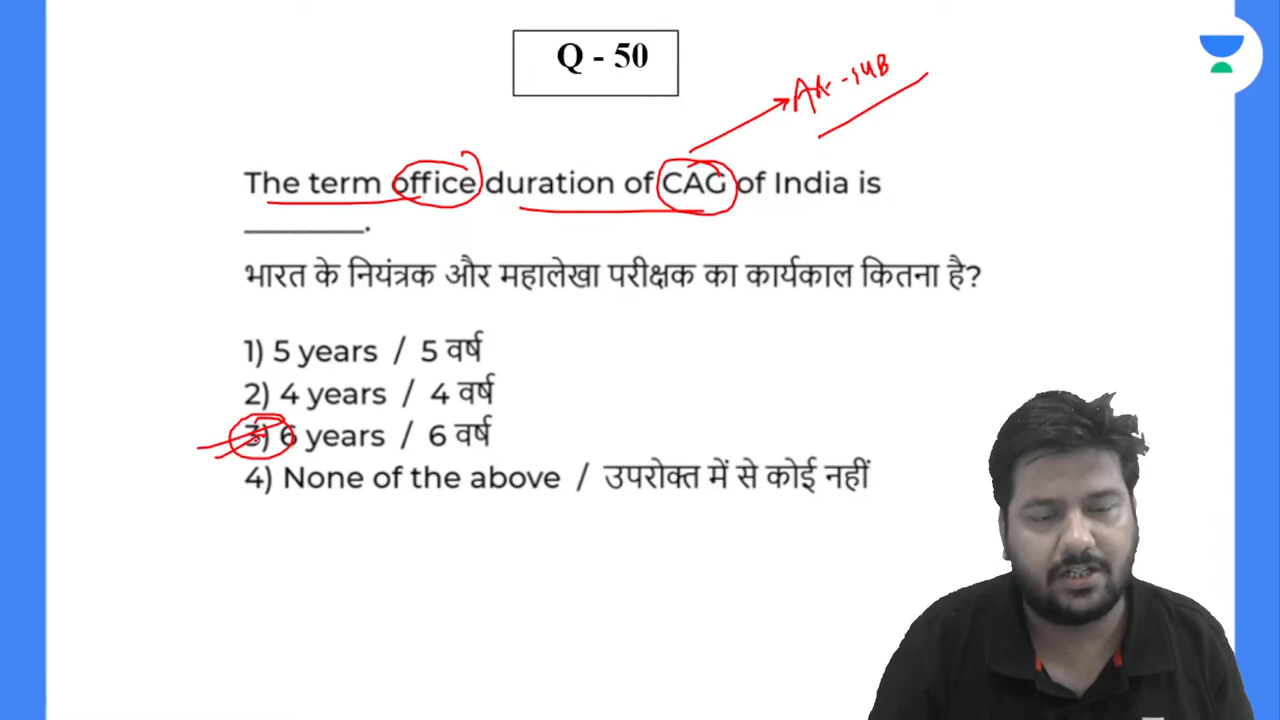 Q - 50
Ar -148
The term office duration of CAG of India is
_______.
भारत के नियंत्रक और महालेखा परीक्षक का कार्यकाल कितना है?
1) 5 years / 5 वर्ष
2) 4 years / 4 वर्ष
3) 6 years / 6 वर्ष
4) None of the above / उपरोक्त में से कोई नहीं